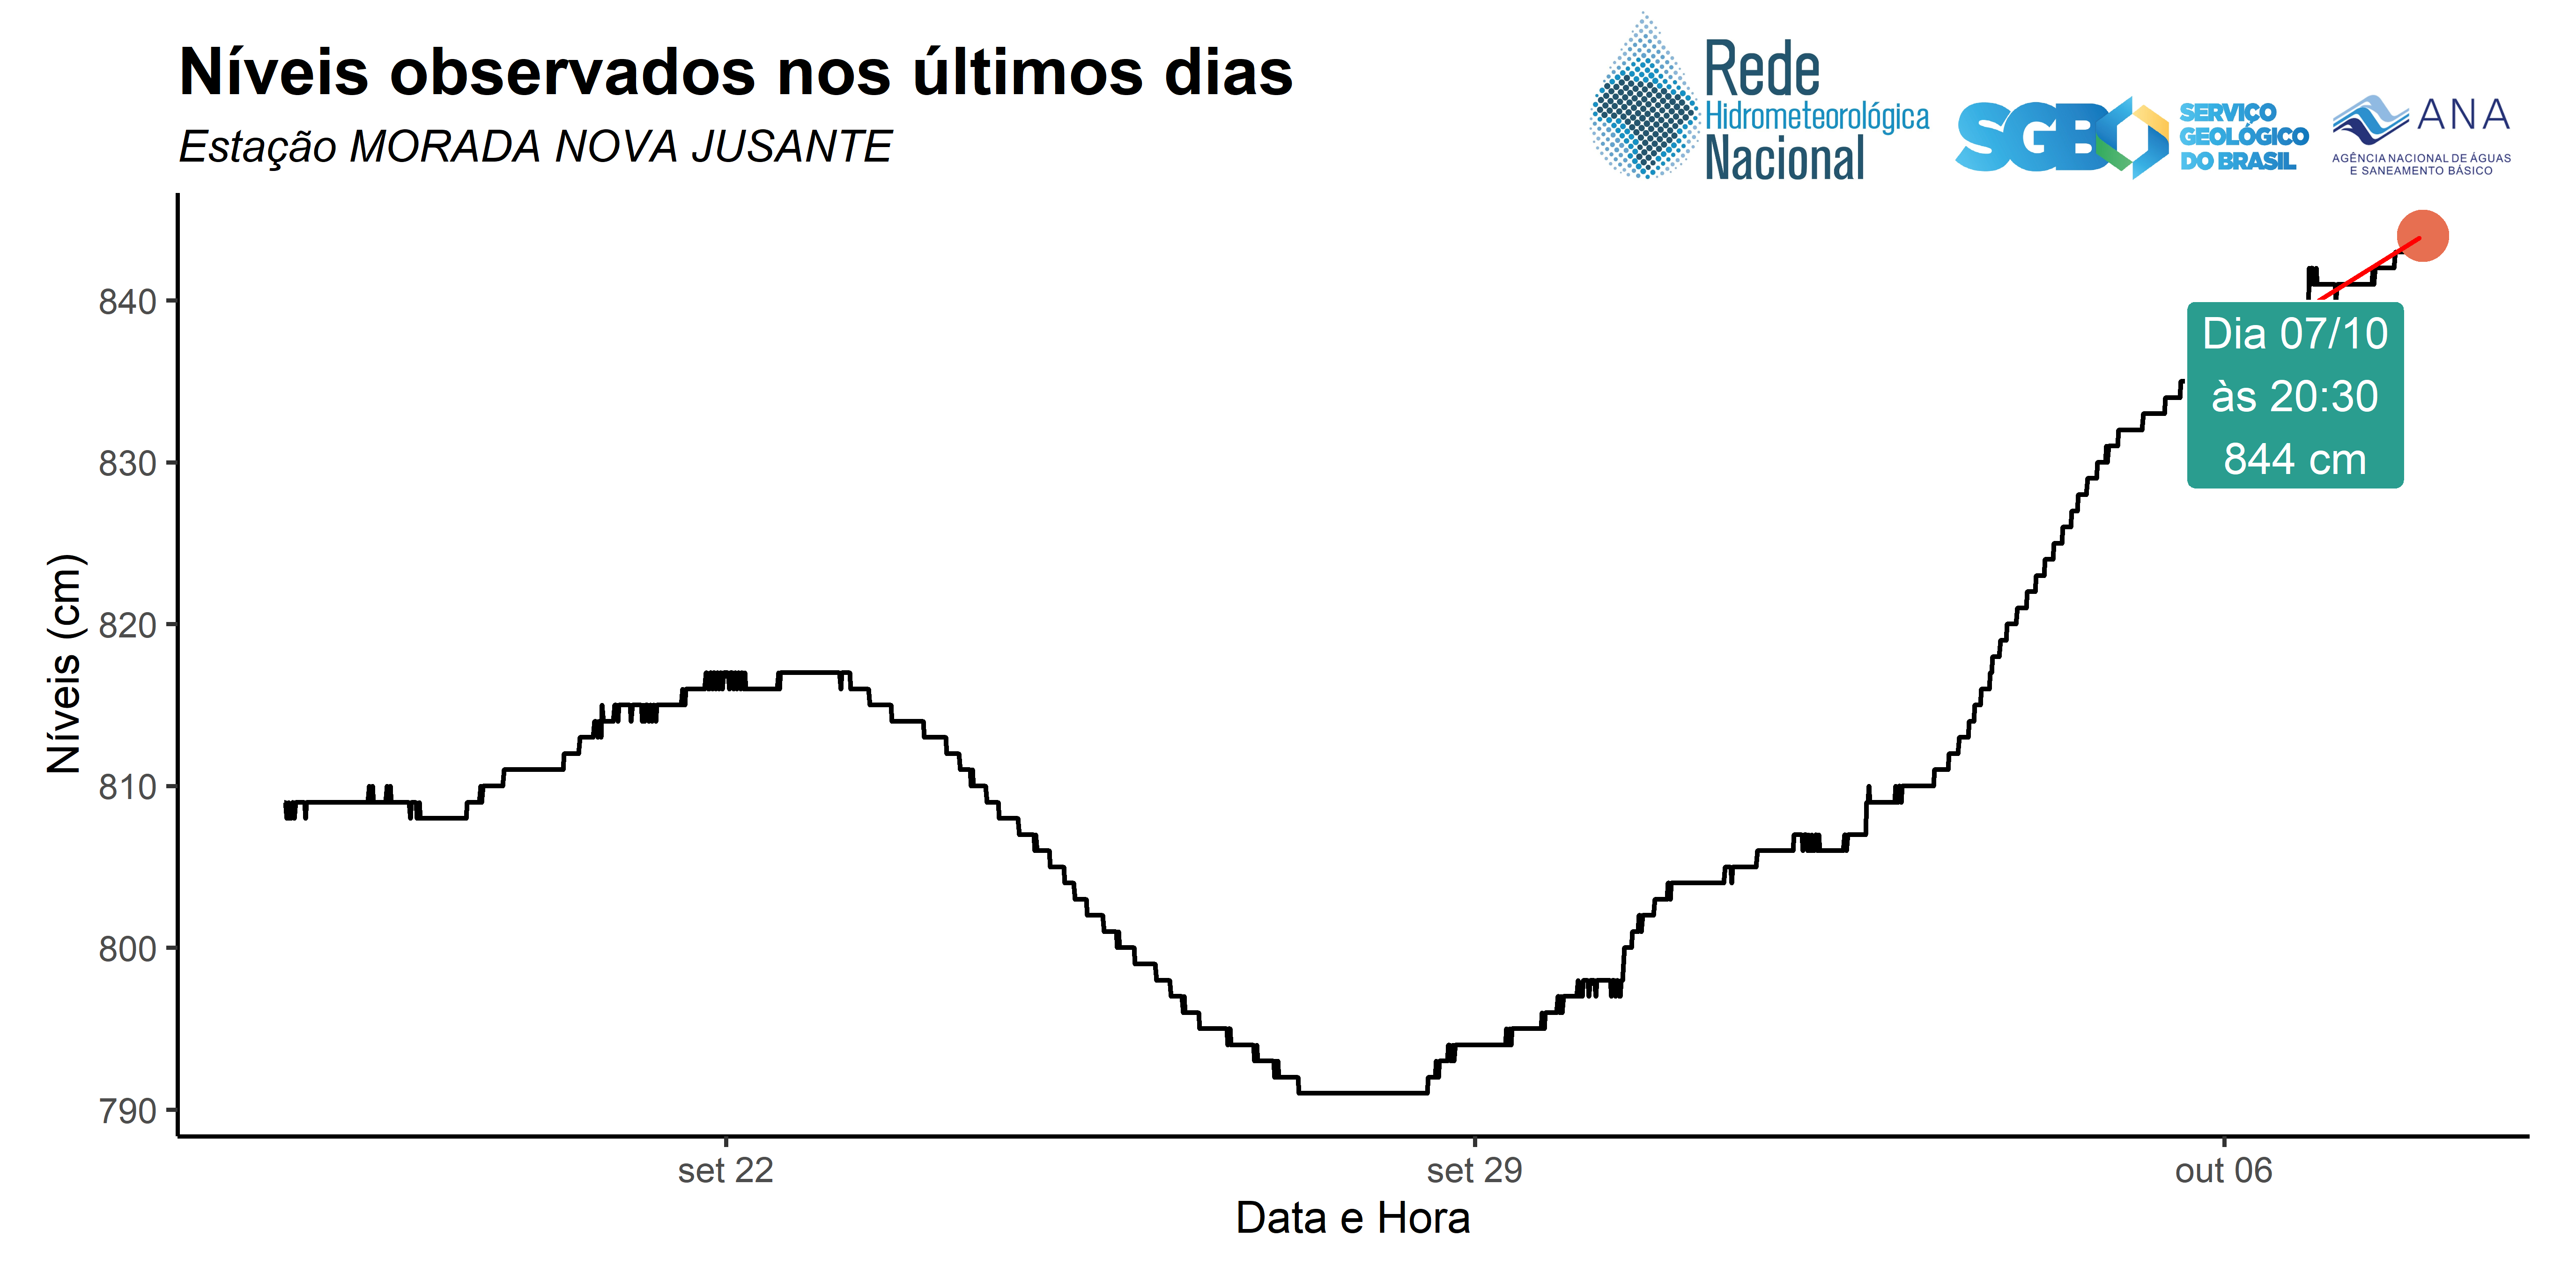 Níveis observados nos últimos dias
Estação MORADA NOVA JUSANTE
Rede
Hidrometeorológica
Nacional
SGB
SERVIÇO
GEOLÓGICO
DO BRASIL
ANA
AGÊNCIA NACIONAL DE ÁGUAS
E SANEAMENTO BÁSICO
Níveis (cm)
840
830
820
810
800
790
Dia 07/10
às 20:30
844 cm
set 22
set 29
out 06
Data e Hora